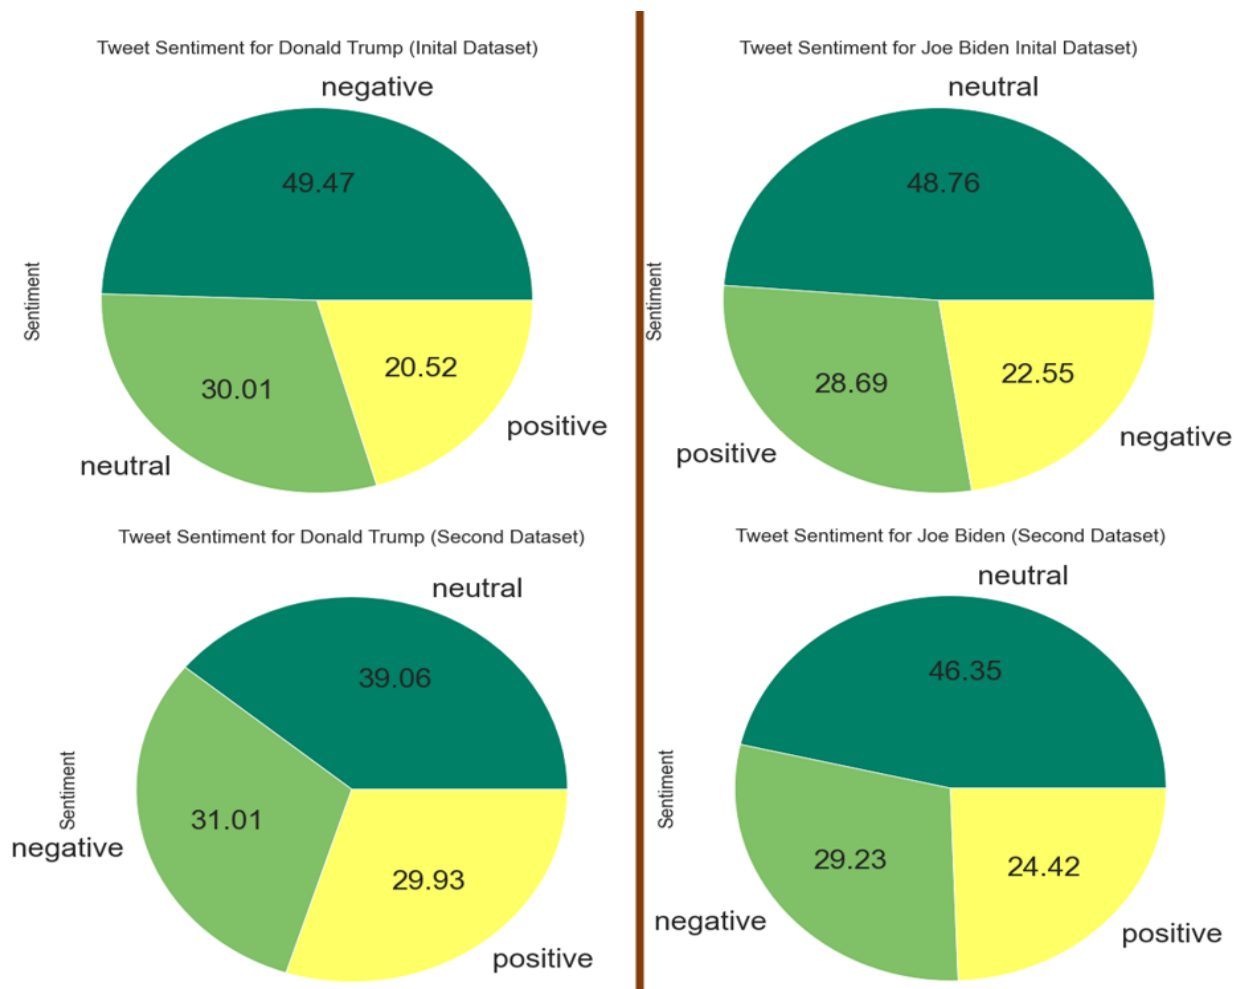 Tweet Sentiment for Donald Trump (Inital Dataset)
negative
49.47
Sentiment
30.01
20.52
neutral
positive
Tweet Sentiment for Joe Biden Inital Dataset)
neutral
48.76
Sentiment
28.69
22.55
positive
negative
Tweet Sentiment for Donald Trump (Second Dataset)
neutral
39.06
Sentiment
31.01
negative
29.93
positive
Tweet Sentiment for Joe Biden (Second Dataset)
neutral
46.35
Sentiment
29.23
24.42
negative
positive